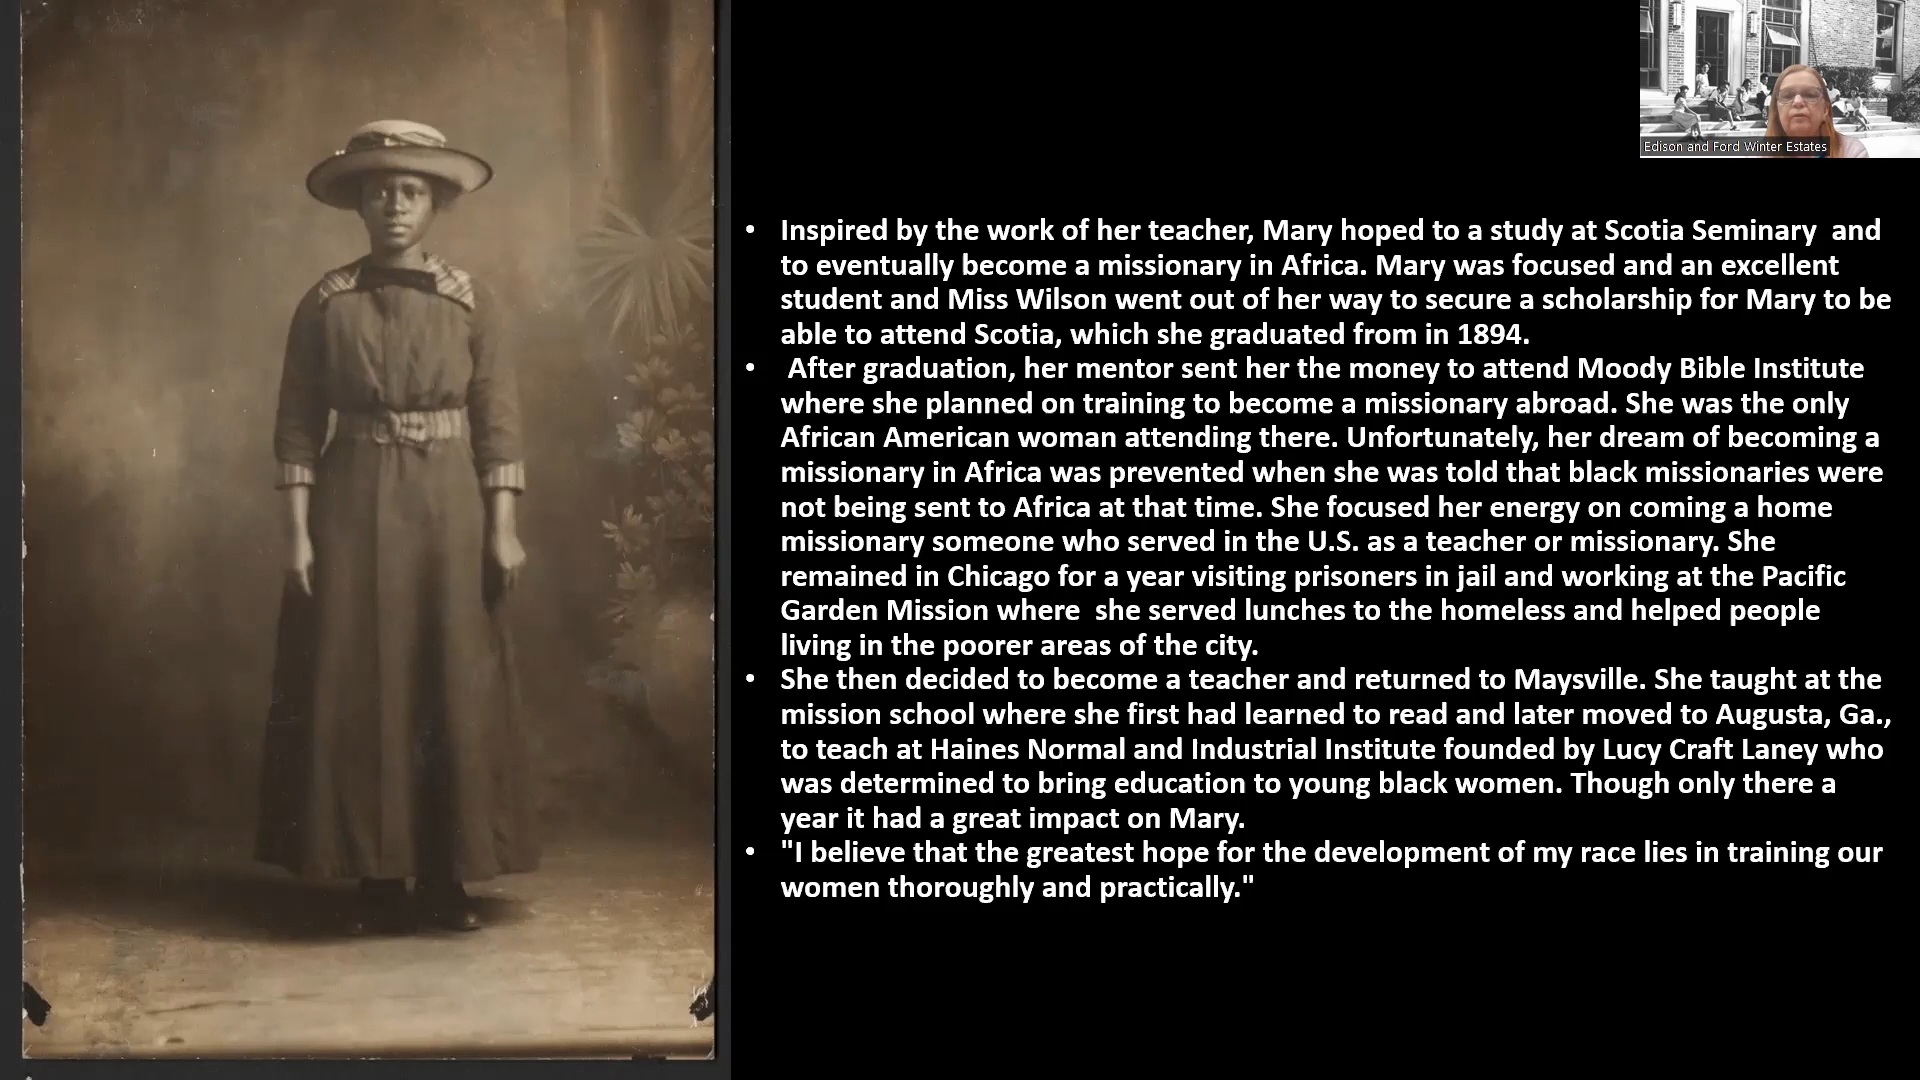 Edison and Ford Winter Estates
• Inspired by the work of her teacher, Mary hoped to a study at Scotia Seminary  and
to eventually become a missionary in Africa. Mary was focused and an excellent
student and Miss Wilson went out of her way to secure a scholarship for Mary to be
able to attend Scotia, which she graduated from in 1894.
•  After graduation, her mentor sent her the money to attend Moody Bible Institute
where she planned on training to become a missionary abroad. She was the only
African American woman attending there. Unfortunately, her dream of becoming a
missionary in Africa was prevented when she was told that black missionaries were
not being sent to Africa at that time. She focused her energy on coming a home
missionary someone who served in the U.S. as a teacher or missionary. She
remained in Chicago for a year visiting prisoners in jail and working at the Pacific
Garden Mission where  she served lunches to the homeless and helped people
living in the poorer areas of the city.
• She then decided to become a teacher and returned to Maysville. She taught at the
mission school where she first had learned to read and later moved to Augusta, Ga.,
to teach at Haines Normal and Industrial Institute founded by Lucy Craft Laney who
was determined to bring education to young black women. Though only there a
year it had a great impact on Mary.
• "I believe that the greatest hope for the development of my race lies in training our
women thoroughly and practically."